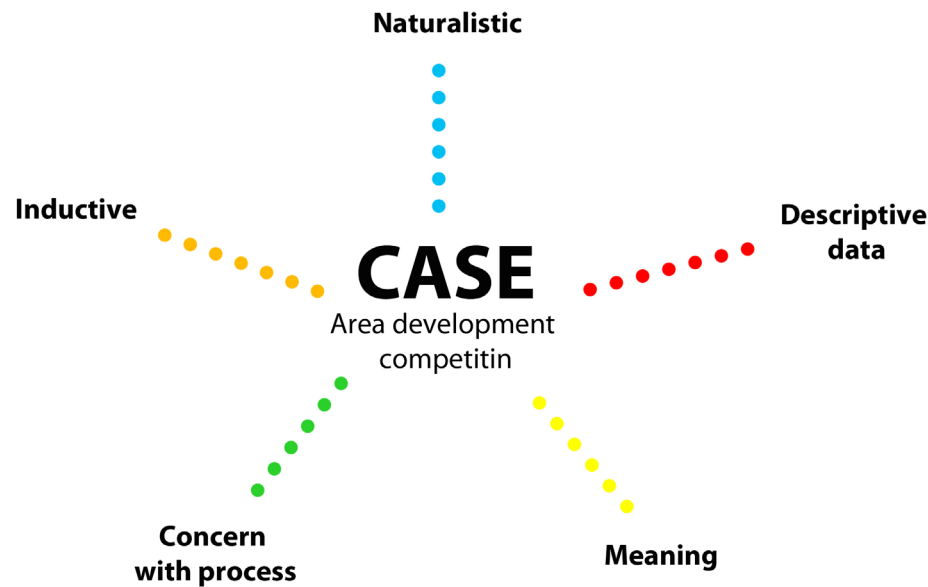 Naturalistic
Inductive
Descriptive
data
CASE
Area development
competitin
Concern
with process
Meaning